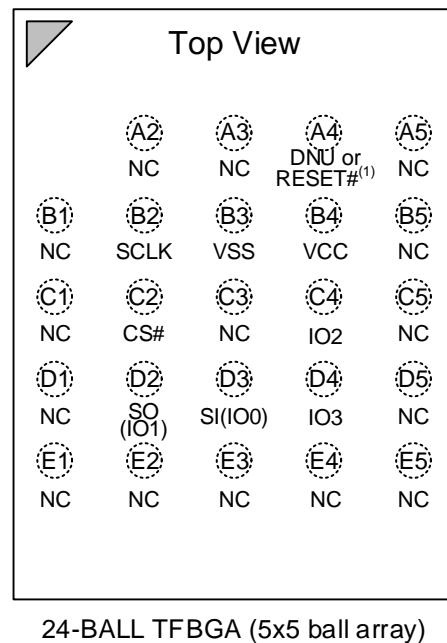 Top View
A2 A3 A4 A5
NC NC DNU or RESET#(1) NC
B1 B2 B3 B4 B5
NC SCLK VSS VCC NC
C1 C2 C3 C4 C5
NC CS# NC IO2 NC
D1 D2 D3 D4 D5
NC SO (IO1) SI(IO0) IO3 NC
E1 E2 E3 E4 E5
NC NC NC NC NC
24-BALL TFBGA (5x5 ball array)